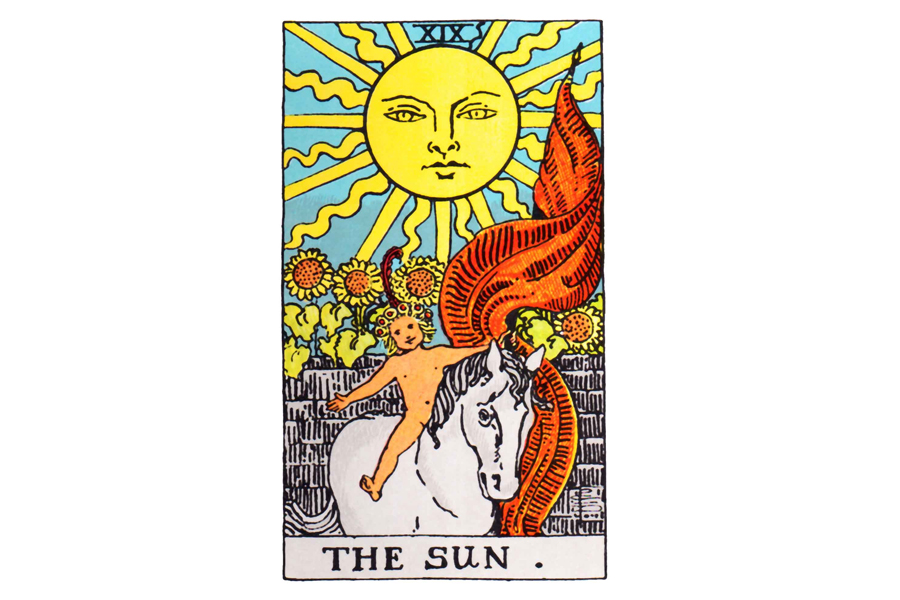 XIX
THE SUN .